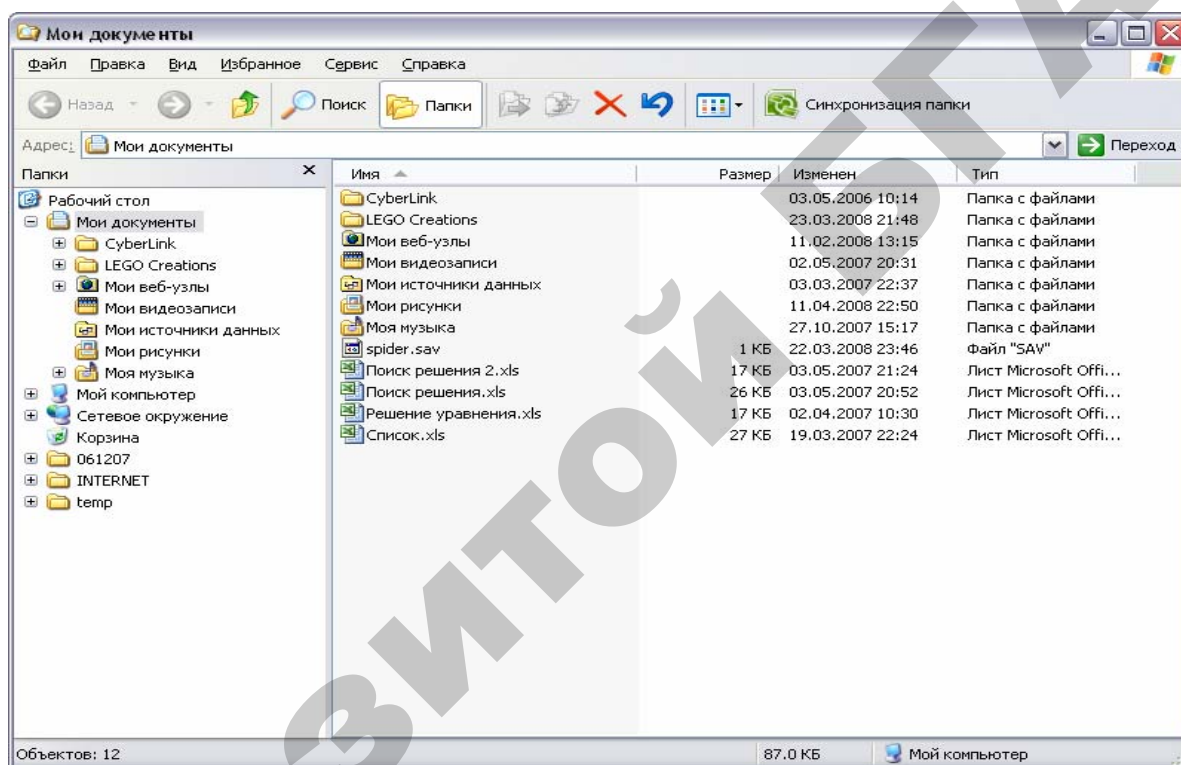 Мои документы
Файл Правка Вид Избранное Сервис Справка
Назад Поиск Папки Синхронизация папки
Адрес: Мои документы Переход
Папки
Рабочий стол
Мои документы
CyberLink
LEGO Creations
Мои веб-узлы
Мои видеозаписи
Мои источники данных
Мои рисунки
Моя музыка
Мой компьютер
Сетевое окружение
Корзина
061207
INTERNET
temp
Имя Размер Изменен Тип
CyberLink 03.05.2006 10:14 Папка с файлами
LEGO Creations 23.03.2008 21:48 Папка с файлами
Мои веб-узлы 11.02.2008 13:15 Папка с файлами
Мои видеозаписи 02.05.2007 20:31 Папка с файлами
Мои источники данных 03.03.2007 22:37 Папка с файлами
Мои рисунки 11.04.2008 22:50 Папка с файлами
Моя музыка 27.10.2007 15:17 Папка с файлами
spider.sav 1 КБ 22.03.2008 23:46 Файл "SAV"
Поиск решения 2.xls 17 КБ 03.05.2007 21:24 Лист Microsoft Offi...
Поиск решения.xls 26 КБ 03.05.2007 20:52 Лист Microsoft Offi...
Решение уравнения.xls 17 КБ 02.04.2007 10:30 Лист Microsoft Offi...
Список.xls 27 КБ 19.03.2007 22:24 Лист Microsoft Offi...
Объектов: 12 87.0 КБ Мой компьютер